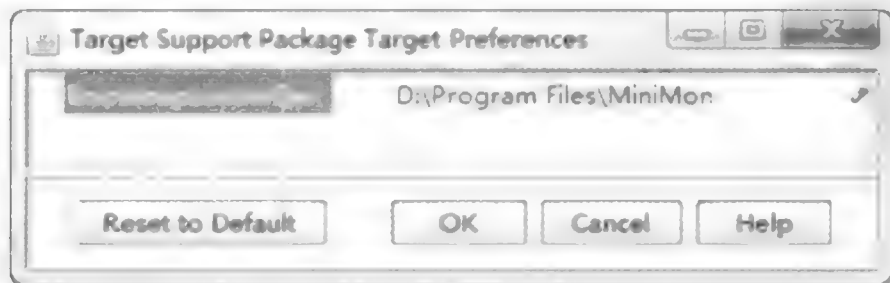 Target Support Package Target Preferences
D:\Program Files\MiniMon
Reset to Default OK Cancel Help